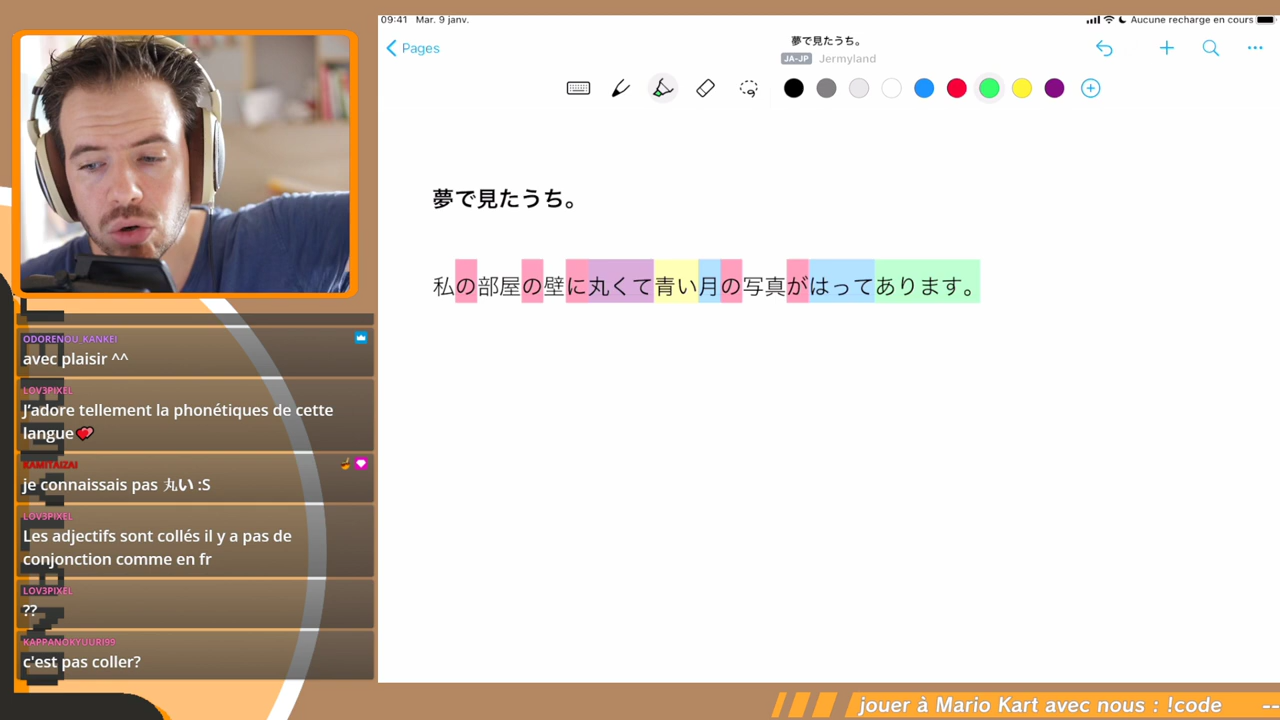 09:41 Mar. 9 janv.
Aucune recharge en cours
Pages
夢で見たうち。
JA-JP Jermyland
夢で見たうち。
私の部屋の壁に丸くて青い月の写真がはってあります。
ODORENOU_KANKEI
avec plaisir ^^
LOV3PIXEL
J'adore tellement la phonétiques de cette
langue💕
KAMITAIZAI
je connaissais pas 丸い :S
LOV3PIXEL
Les adjectifs sont collés il y a pas de
conjonction comme en fr
LOV3PIXEL
??
KAPPANOKYUURI99
c'est pas coller?
jouer à Mario Kart avec nous : !code --